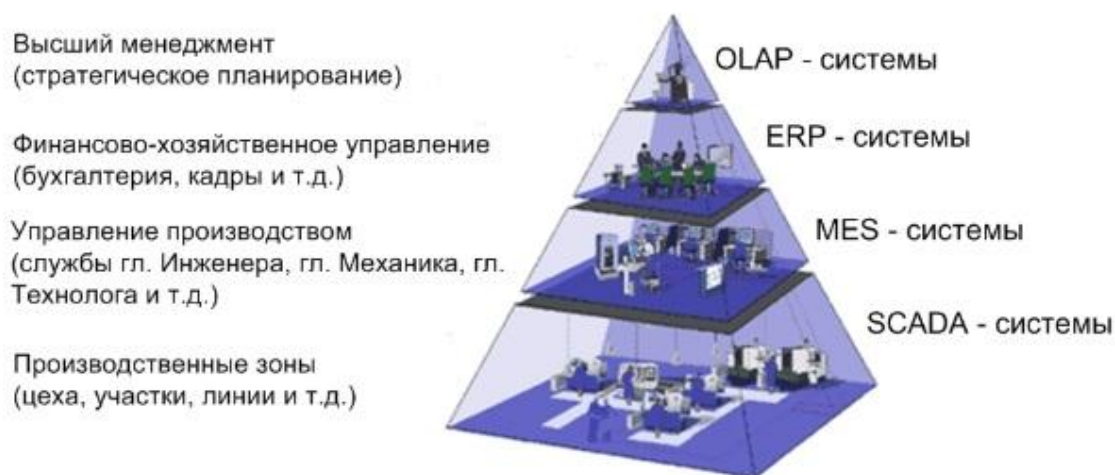 Высший менеджмент
(стратегическое планирование)
OLAP - системы
Финансово-хозяйственное управление
(бухгалтерия, кадры и т.д.)
ERP - системы
Управление производством
(службы гл. Инженера, гл. Механика, гл.
Технолога и т.д.)
MES - системы
Производственные зоны
(цеха, участки, линии и т.д.)
SCADA - системы